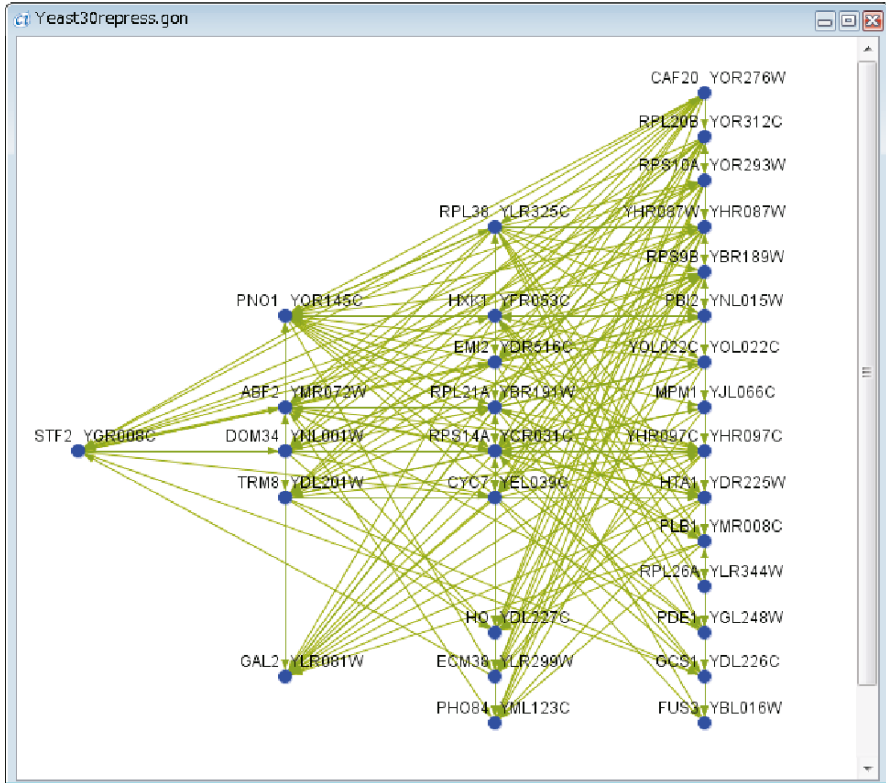 Yeast30repress.gon
CAF20 YOR276W
RPL20B YOR312C
RPS10A YOR293W
RPL38 YLR325C YHR087W YHR087W
RPS9B YBR189W
PNO1 YOR145C HXK1 YFR053C PBI2 YNL015W
EMI2 YDR516C YOL022C YOL022C
ABF2 YMR072W RPL21A YBR191W MPM1 YJL066C
STF2 YGR008C DOM34 YNL001W RPS14A YCR031C YHR097C YHR097C
TRM8 YDL201W CYC7 YEL039C HTA1 YDR225W
PLB1 YMR008C
RPL26A YLR344W
HO YDL227C PDE1 YGL248W
GAL2 YLR081W ECM38 YLR299W GCS1 YDL226C
PHO84 YML123C FUS3 YBL016W